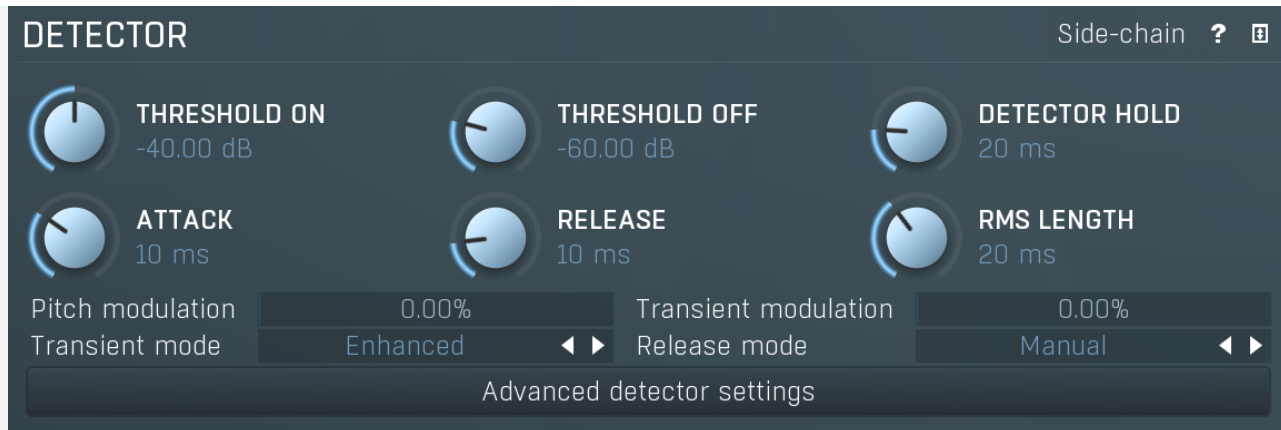 DETECTOR Side-chain ?
THRESHOLD ON THRESHOLD OFF DETECTOR HOLD
-40.00 dB -60.00 dB 20 ms
ATTACK RELEASE RMS LENGTH
10 ms 10 ms 20 ms
Pitch modulation 0.00% Transient modulation 0.00%
Transient mode Enhanced Release mode Manual
Advanced detector settings